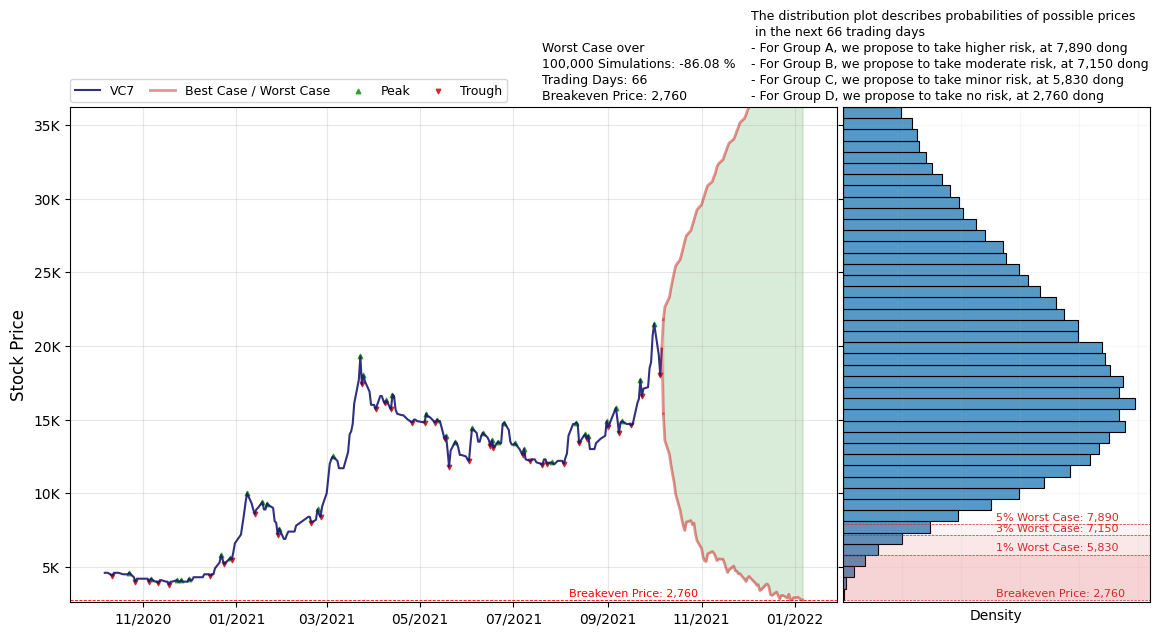 The distribution plot describes probabilities of possible prices
in the next 66 trading days
- For Group A, we propose to take higher risk, at 7,890 dong
- For Group B, we propose to take moderate risk, at 7,150 dong
- For Group C, we propose to take minor risk, at 5,830 dong
- For Group D, we propose to take no risk, at 2,760 dong
Worst Case over
100,000 Simulations: -86.08 %
Trading Days: 66
Breakeven Price: 2,760
VC7
Best Case / Worst Case
Peak
Trough
Stock Price
35K
30K
25K
20K
15K
10K
5K
Breakeven Price: 2,760
11/2020
01/2021
03/2021
05/2021
07/2021
09/2021
11/2021
01/2022
5% Worst Case: 7,890
3% Worst Case: 7,150
1% Worst Case: 5,830
Breakeven Price: 2,760
Density